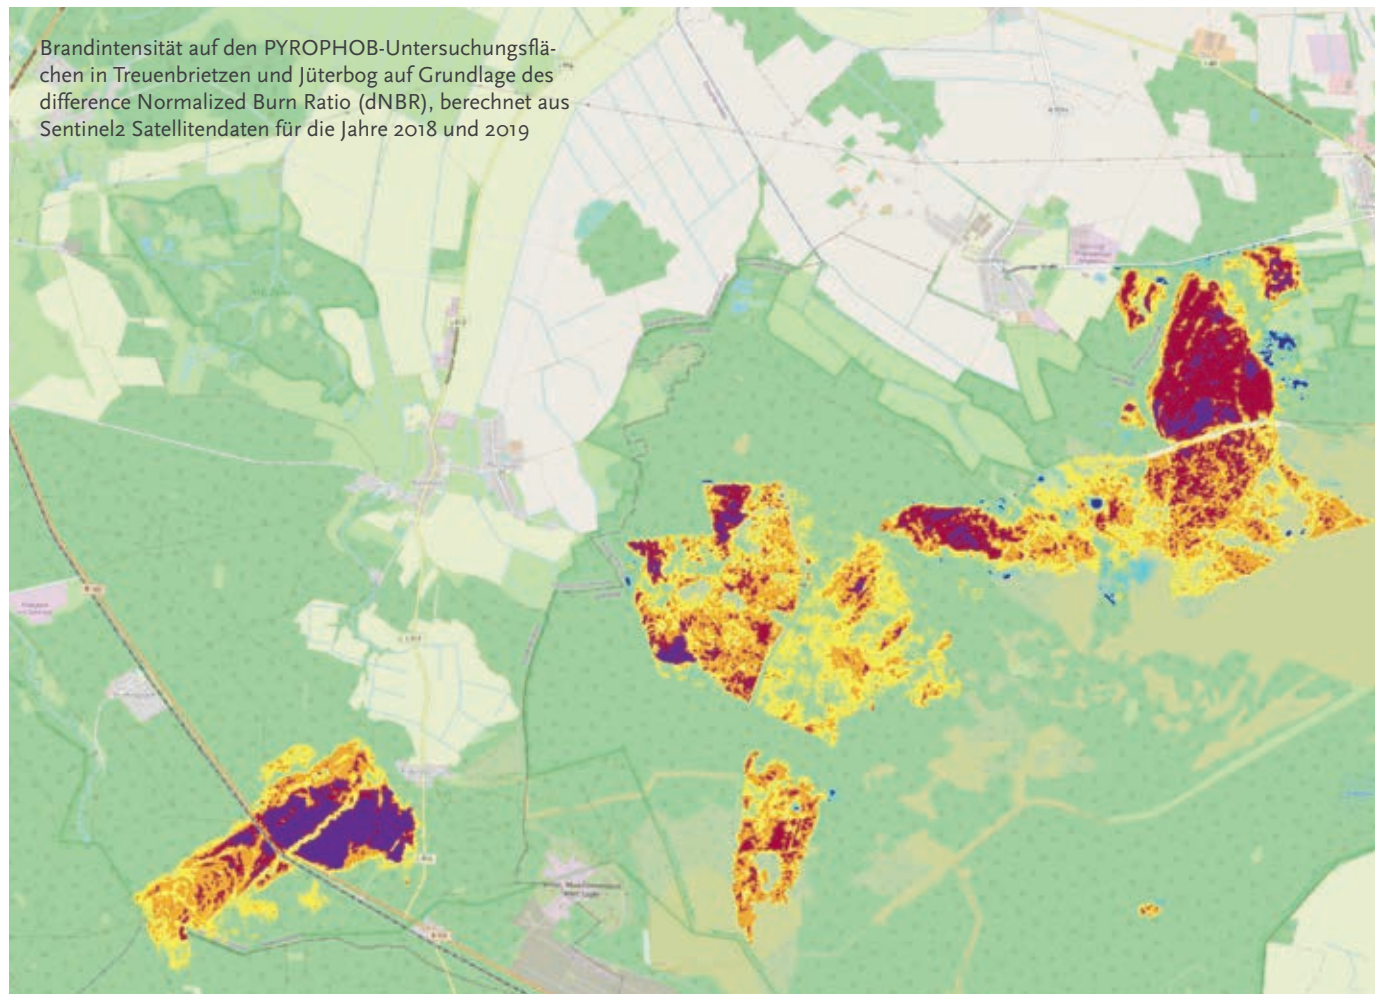 Brandintensität auf den PYROPHOB-Untersuchungsflä-
chen in Treuenbrietzen und Jüterbog auf Grundlage des
difference Normalized Burn Ratio (dNBR), berechnet aus
Sentinel2 Satellitendaten für die Jahre 2018 und 2019